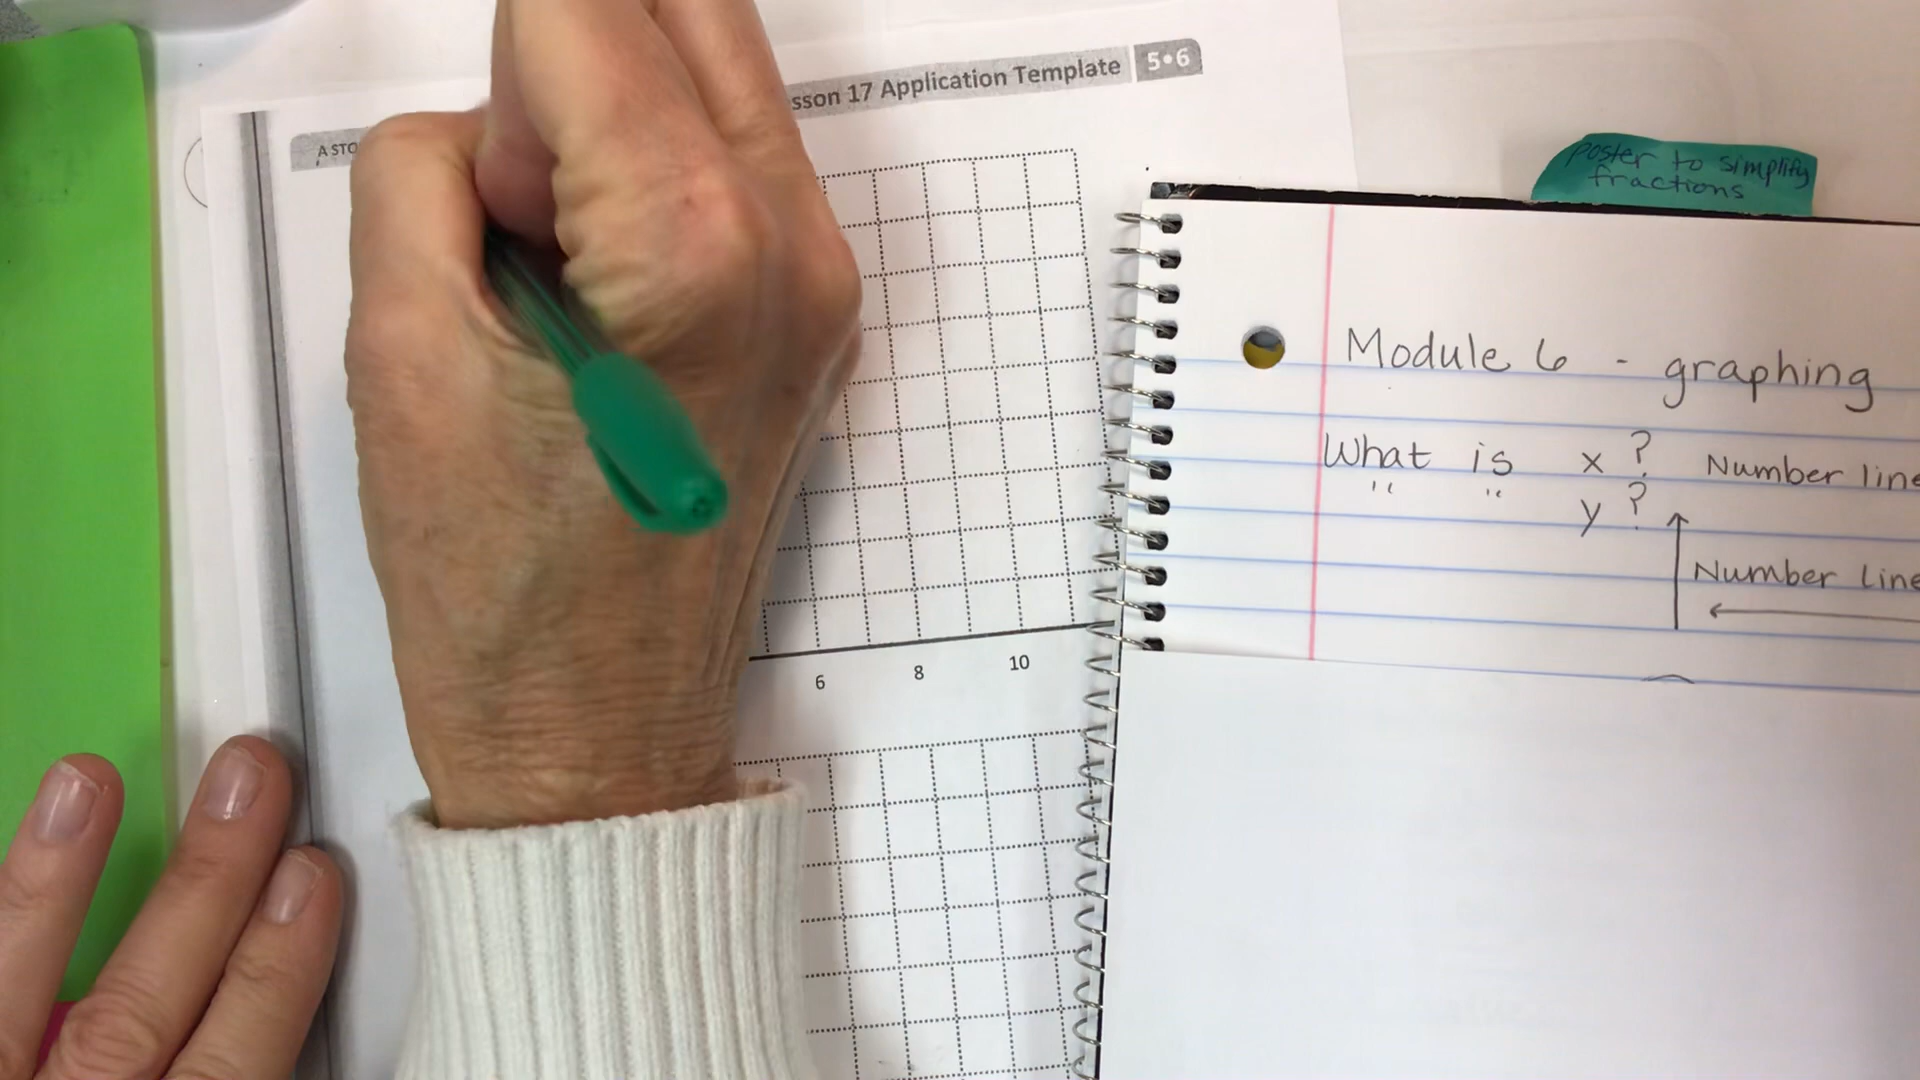 A STO
sson 17 Application Template 5•6
6 8 10
poster to simplify
fractions
Module 6 - graphing
What is x? Number line
" " y?
Number line